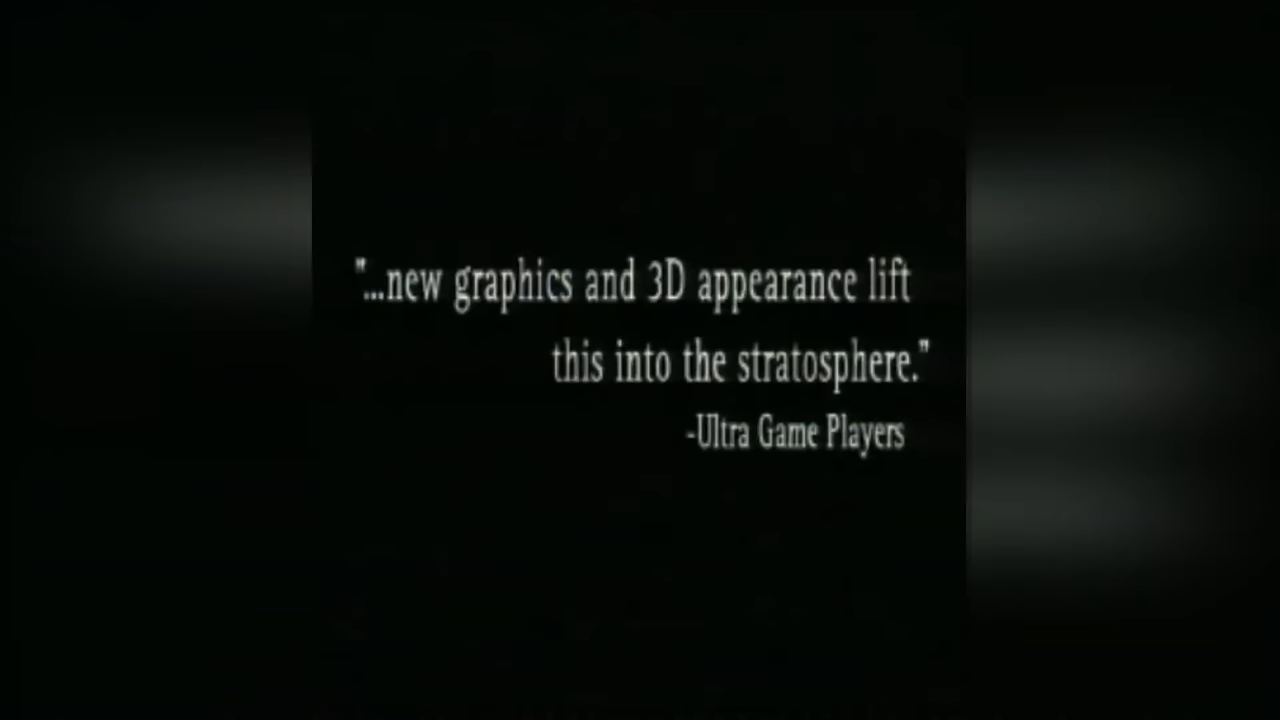 "...new graphics and 3D appearance lift
this into the stratosphere."
-Ultra Game Players